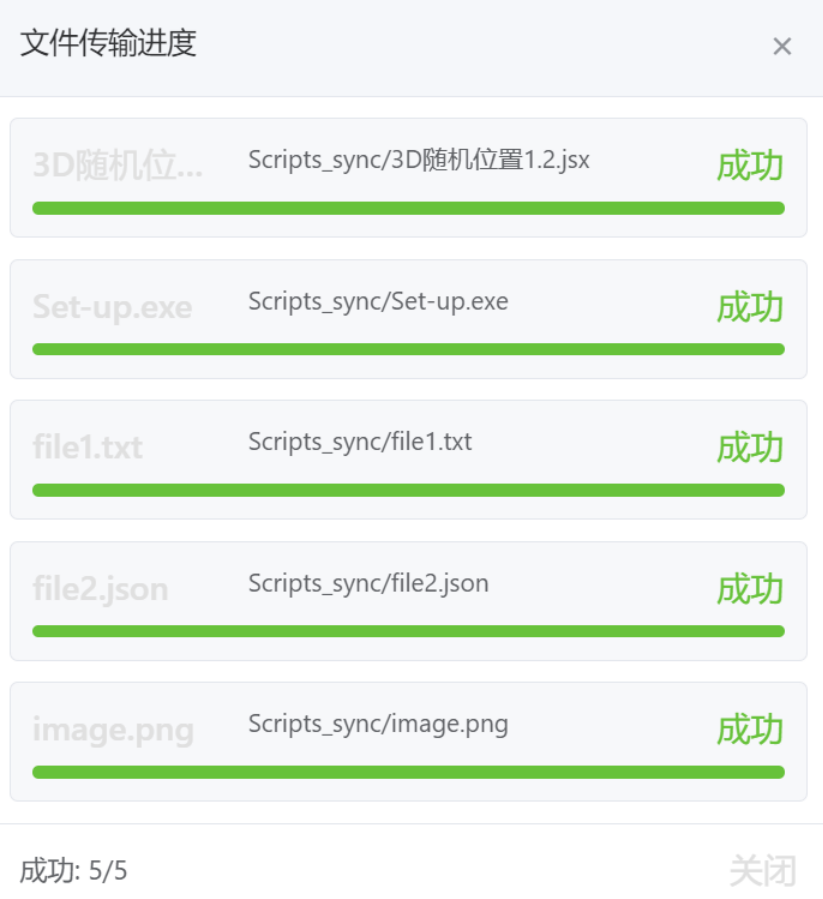 文件传输进度
3D随机位... Scripts_sync/3D随机位置1.2.jsx 成功
Set-up.exe Scripts_sync/Set-up.exe 成功
file1.txt Scripts_sync/file1.txt 成功
file2.json Scripts_sync/file2.json 成功
image.png Scripts_sync/image.png 成功
成功: 5/5 关闭